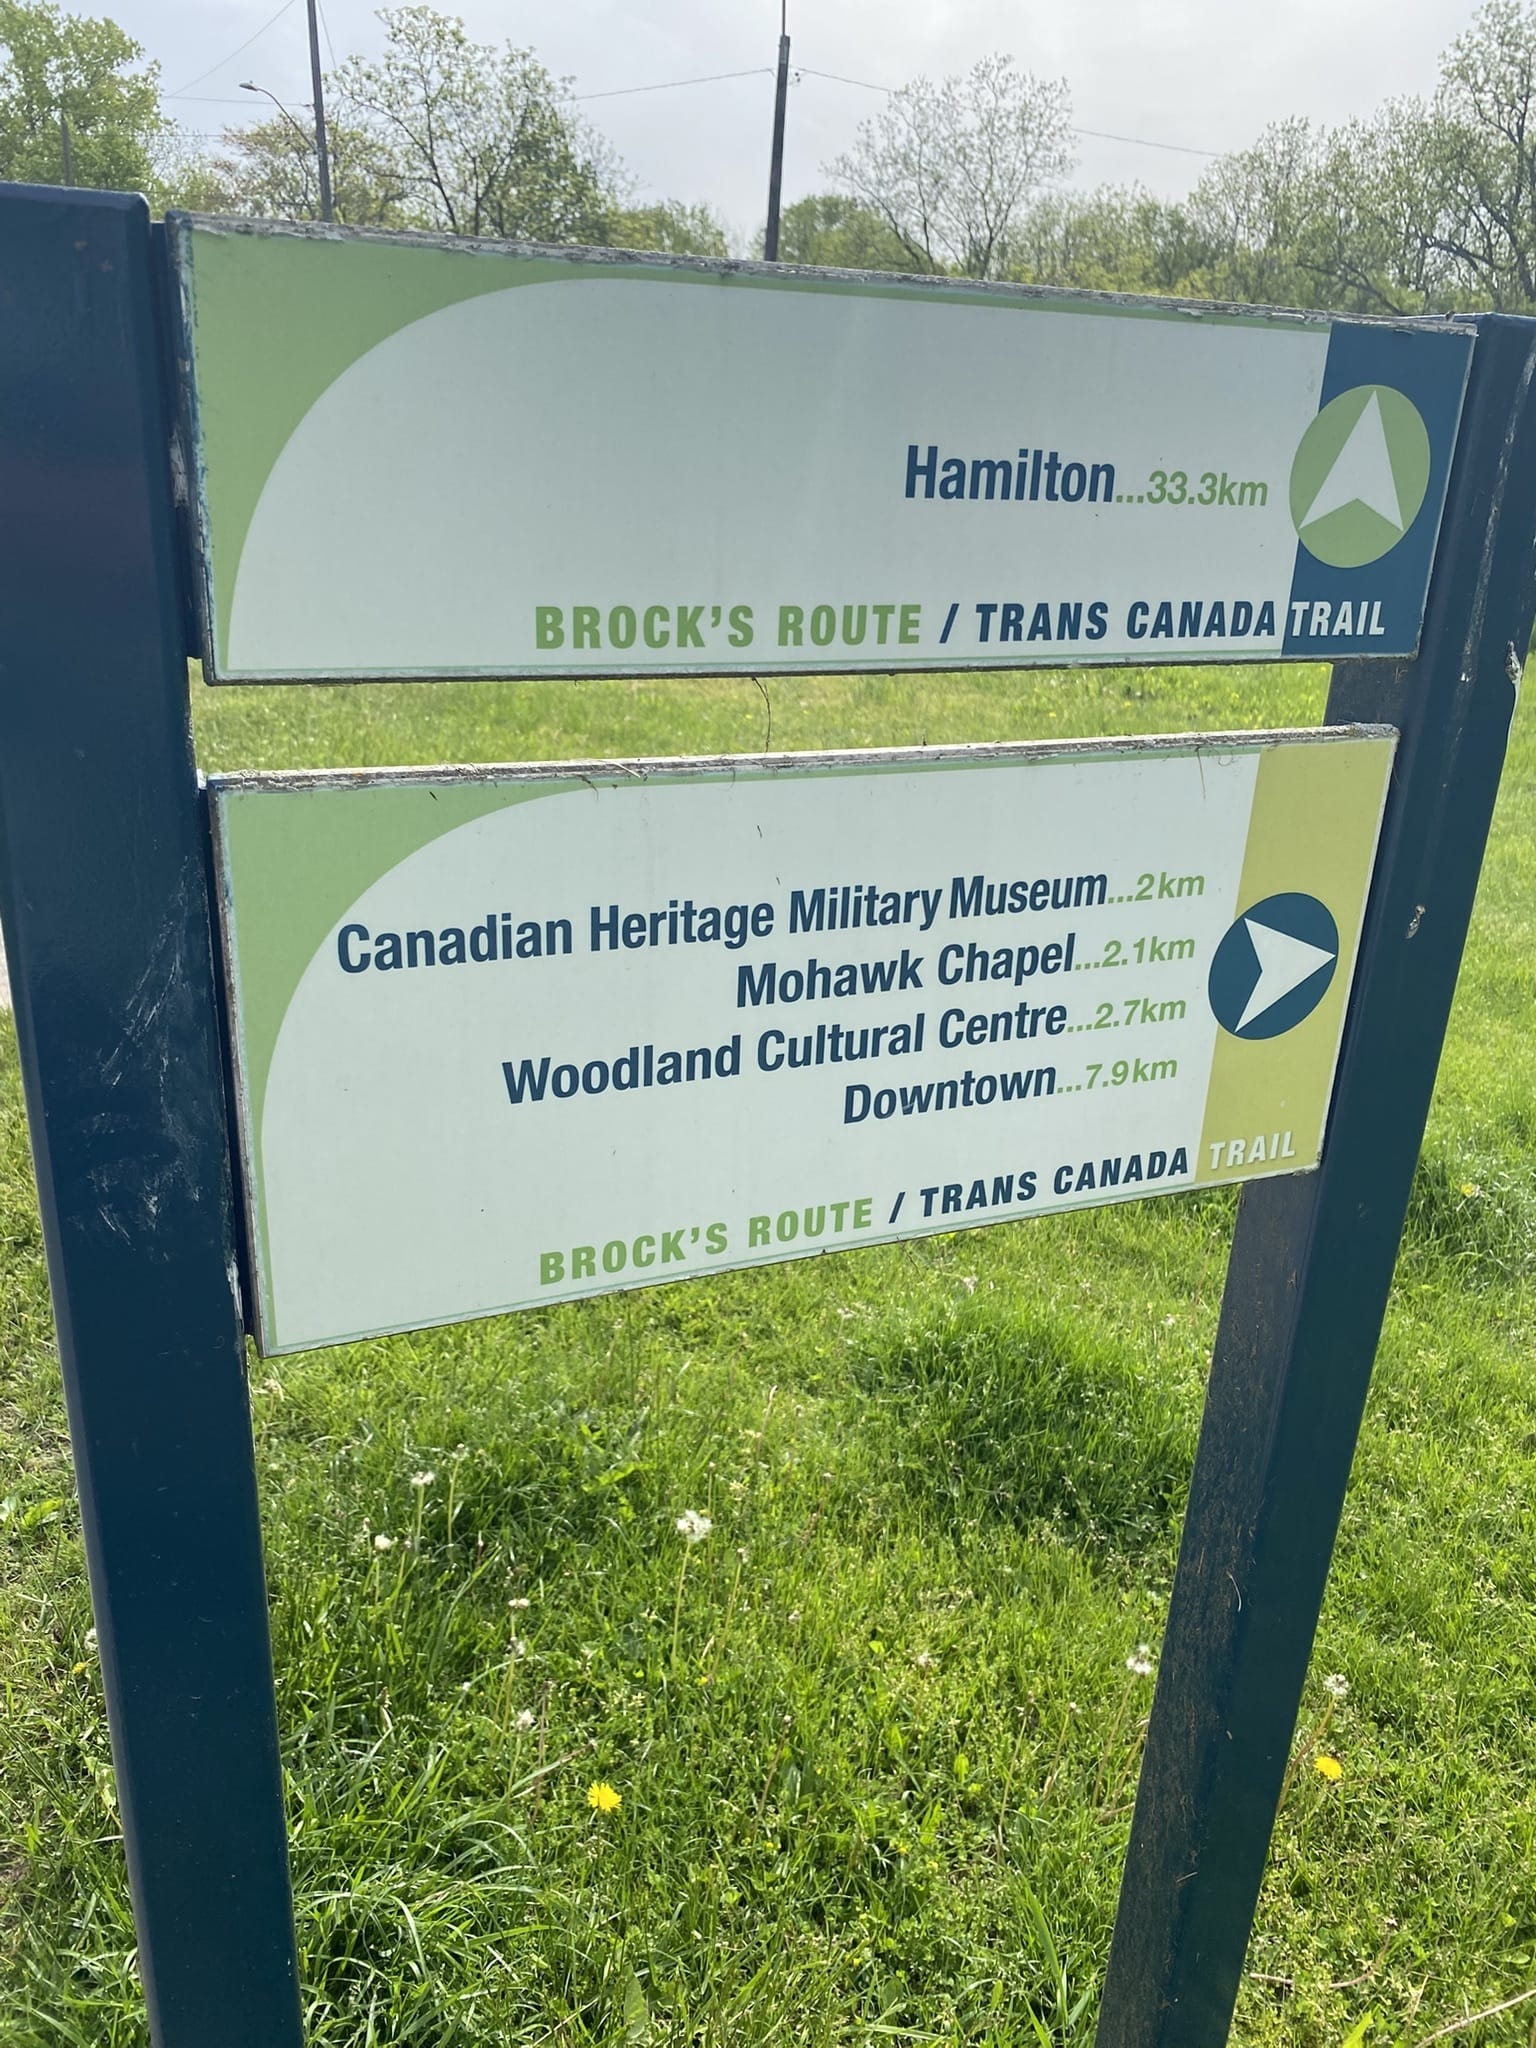 Hamilton...33.3km
BROCK'S ROUTE / TRANS CANADA TRAIL
Canadian Heritage Military Museum...2km
Mohawk Chapel...2.1km
Woodland Cultural Centre...2.7km
Downtown...7.9km
BROCK'S ROUTE / TRANS CANADA TRAIL